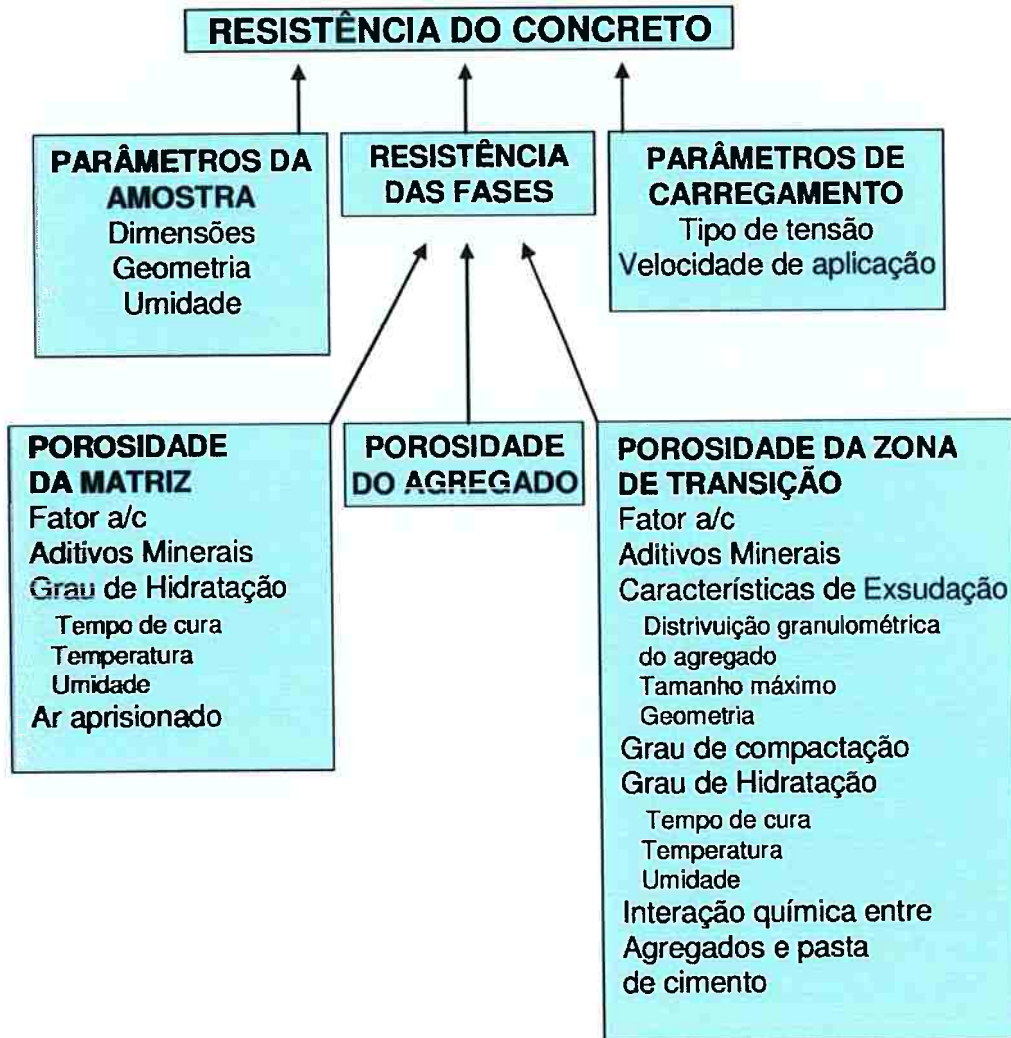 RESISTÊNCIA DO CONCRETO
PARÂMETROS DA
AMOSTRA
Dimensões
Geometria
Umidade
RESISTÊNCIA
DAS FASES
PARÂMETROS DE
CARREGAMENTO
Tipo de tensão
Velocidade de aplicação
POROSIDADE
DA MATRIZ
Fator a/c
Aditivos Minerais
Grau de Hidratação
Tempo de cura
Temperatura
Umidade
Ar aprisionado
POROSIDADE
DO AGREGADO
POROSIDADE DA ZONA
DE TRANSIÇÃO
Fator a/c
Aditivos Minerais
Características de Exsudação
Distrivuição granulométrica
do agregado
Tamanho máximo
Geometria
Grau de compactação
Grau de Hidratação
Tempo de cura
Temperatura
Umidade
Interação química entre
Agregados e pasta
de cimento